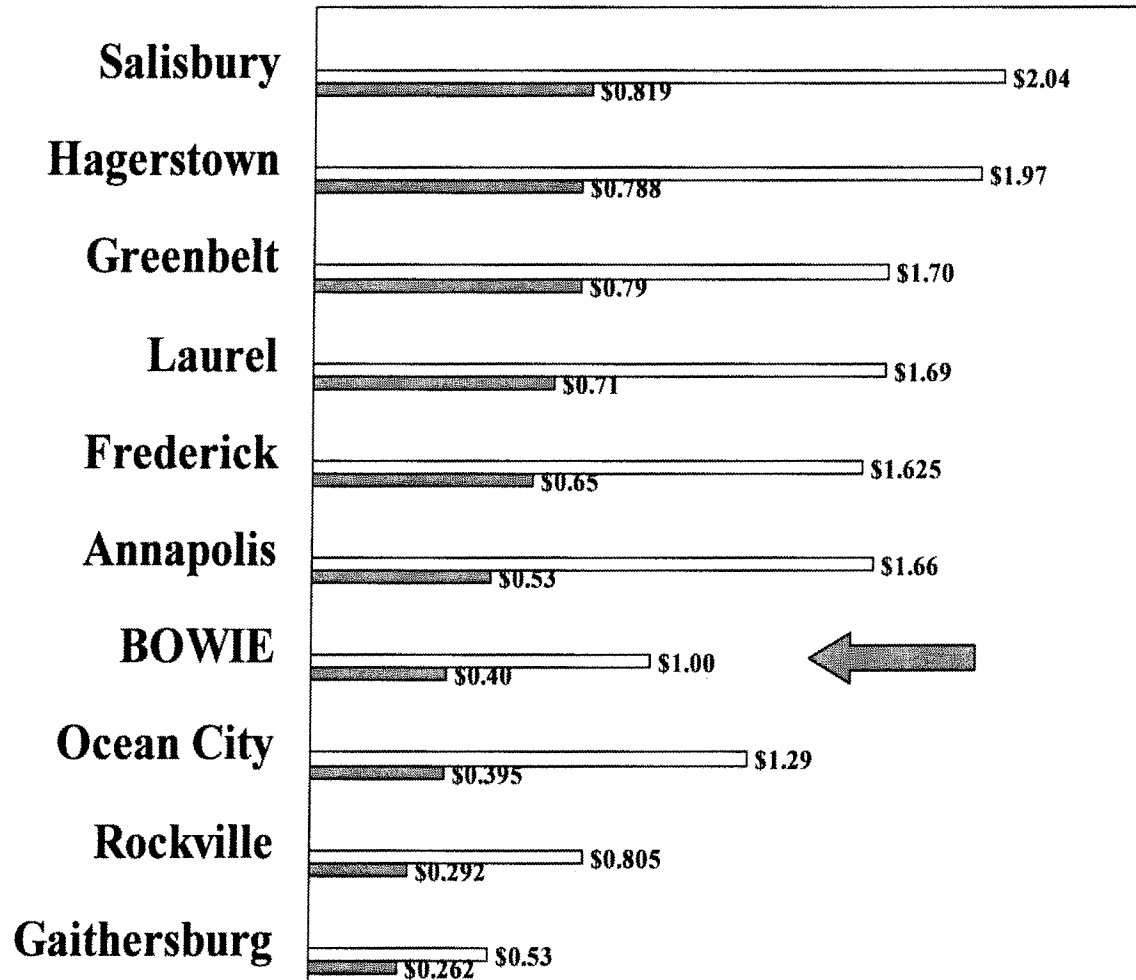 Salisbury
$2.04
$0.819
Hagerstown
$1.97
$0.788
Greenbelt
$1.70
$0.79
Laurel
$1.69
$0.71
Frederick
$1.625
$0.65
Annapolis
$1.66
$0.53
BOWIE
$1.00
$0.40
Ocean City
$1.29
$0.395
Rockville
$0.805
$0.292
Gaithersburg
$0.53
$0.262